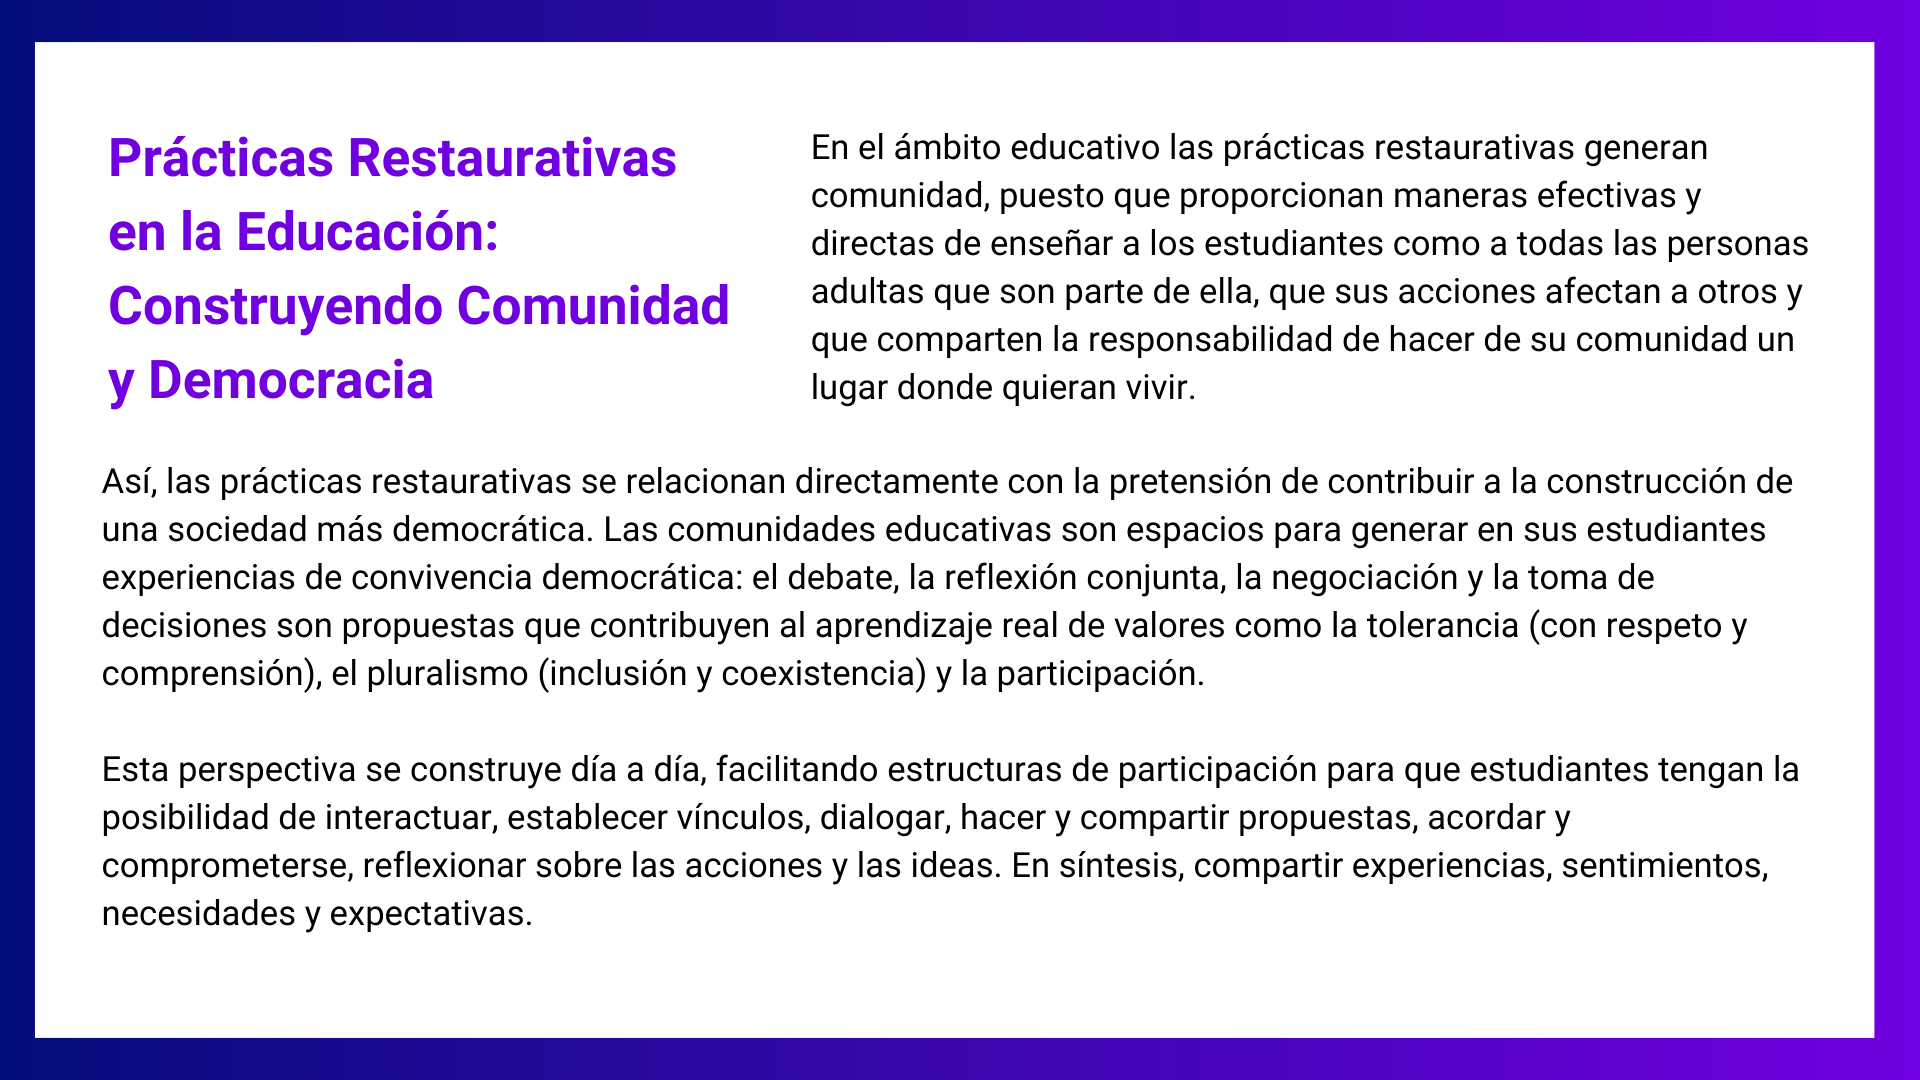 Prácticas Restaurativas
en la Educación:
Construyendo Comunidad
y Democracia
En el ámbito educativo las prácticas restaurativas generan
comunidad, puesto que proporcionan maneras efectivas y
directas de enseñar a los estudiantes como a todas las personas
adultas que son parte de ella, que sus acciones afectan a otros y
que comparten la responsabilidad de hacer de su comunidad un
lugar donde quieran vivir.
Así, las prácticas restaurativas se relacionan directamente con la pretensión de contribuir a la construcción de
una sociedad más democrática. Las comunidades educativas son espacios para generar en sus estudiantes
experiencias de convivencia democrática: el debate, la reflexión conjunta, la negociación y la toma de
decisiones son propuestas que contribuyen al aprendizaje real de valores como la tolerancia (con respeto y
comprensión), el pluralismo (inclusión y coexistencia) y la participación.
Esta perspectiva se construye día a día, facilitando estructuras de participación para que estudiantes tengan la
posibilidad de interactuar, establecer vínculos, dialogar, hacer y compartir propuestas, acordar y
comprometerse, reflexionar sobre las acciones y las ideas. En síntesis, compartir experiencias, sentimientos,
necesidades y expectativas.